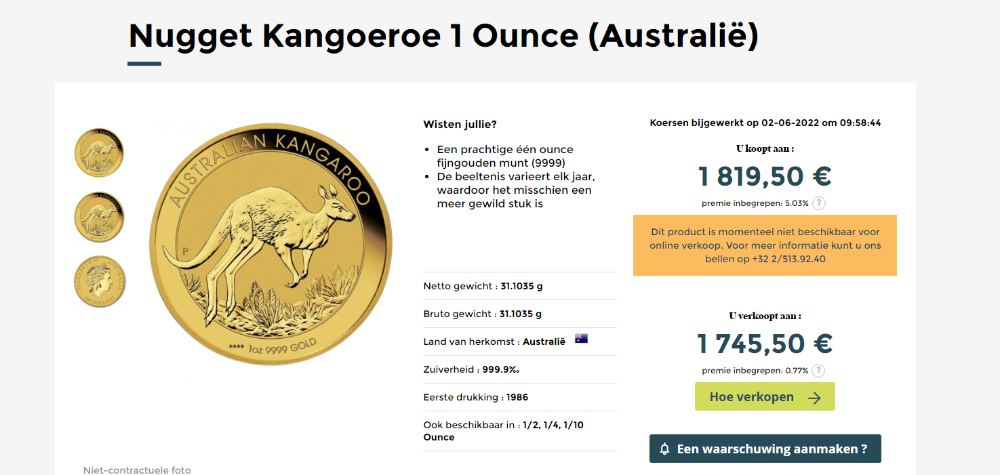 Nugget Kangoeroe 1 Ounce (Australië)
AUSTRALIAN KANGAROO
P
**** 1oz 9999 GOLD
ELIZABETH II AUSTRALIA
100 DOLLARS
Niet-contractuele foto
Wisten jullie?
Een prachtige één ounce
fijngouden munt (9999)
De beeltenis varieert elk jaar,
waardoor het misschien een
meer gewild stuk is
Netto gewicht : 31.1035 g
Bruto gewicht : 31.1035 g
Land van herkomst : Australië
Zuiverheid : 999.9‰
Eerste drukking : 1986
Ook beschikbaar in : 1/2, 1/4, 1/10
Ounce
Koersen bijgewerkt op 02-06-2022 om 09:58:44
U koopt aan :
1 819,50 €
premie inbegrepen: 5.03% ?
Dit product is momenteel niet beschikbaar voor
online verkoop. Voor meer informatie kunt u ons
bellen op +32 2/513.92.40
U verkoopt aan :
1 745,50 €
premie inbegrepen: 0.77% ?
Hoe verkopen
Een waarschuwing aanmaken ?